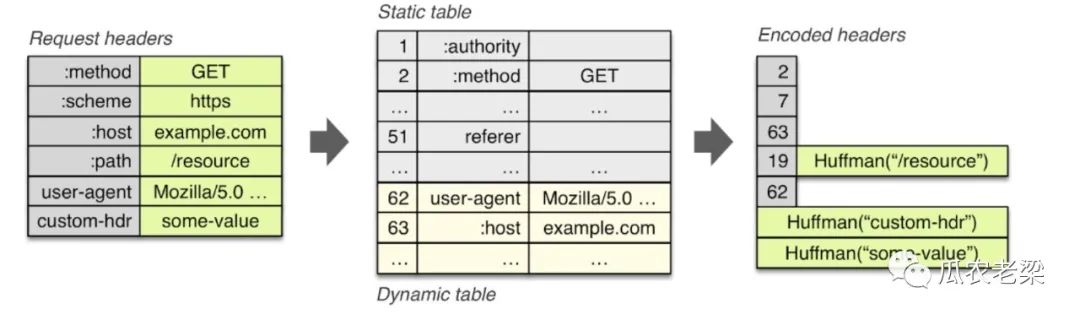 Request headers
:method GET
:scheme https
:host example.com
:path /resource
user-agent Mozilla/5.0 ...
custom-hdr some-value
Static table
1 :authority
2 :method GET
... ... ...
51 referer
... ... ...
62 user-agent Mozilla/5.0 ...
63 :host example.com
... ... ...
Dynamic table
Encoded headers
2
7
63
19 Huffman(“/resource”)
62
Huffman(“custom-hdr”)
Huffman(“some-value”)
瓜农老梁